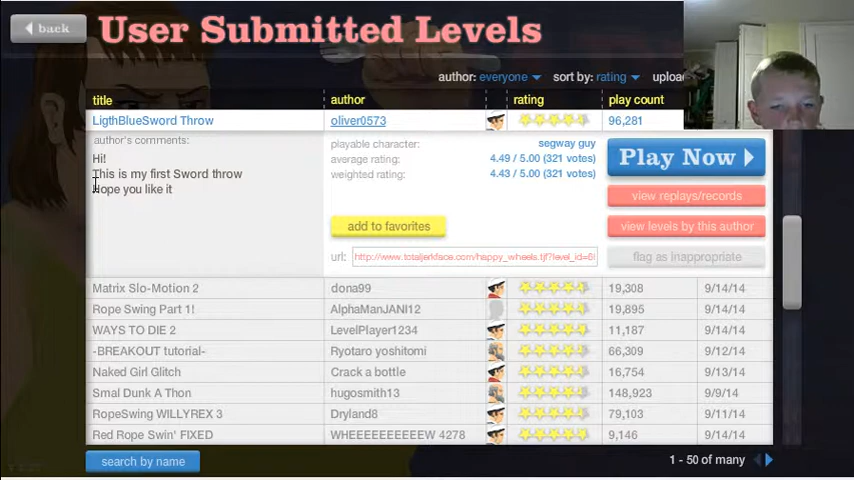 back
User Submitted Levels
author: everyone sort by: rating
title author rating play count
LigthBlueSword Throw oliver0573 96,281
author's comments:
Hi!
This is my first Sword throw
Hope you like it
playable character: segway guy
average rating: 4.49 / 5.00 (321 votes)
weighted rating: 4.43 / 5.00 (321 votes)
add to favorites
url: http://www.totaljerkface.com/happy_wheels.tjf?level_id=
Play Now
view replays/records
view levels by this author
flag as inappropriate
Matrix Slo-Motion 2 dona99 19,308 9/14/14
Rope Swing Part 1! AlphaManJANI12 19,895 9/14/14
WAYS TO DIE 2 LevelPlayer1234 11,187 9/14/14
-BREAKOUT tutorial- Ryotaro yoshitomi 66,309 9/12/14
Naked Girl Glitch Crack a bottle 16,754 9/13/14
Smal Dunk A Thon hugosmith13 148,923 9/9/14
RopeSwing WILLYREX 3 Dryland8 79,103 9/11/14
Red Rope Swin' FIXED WHEEEEEEEEEW 4278 9,146 9/14/14
search by name
1 - 50 of many